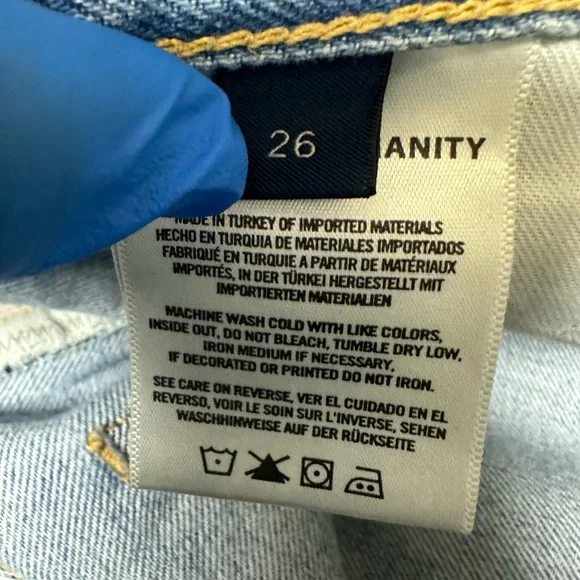 26
ANITY
MADE IN TURKEY OF IMPORTED MATERIALS
HECHO EN TURQUIA DE MATERIALES IMPORTADOS
FABRIQUÉ EN TURQUIE A PARTIR DE MATÉRIAUX
IMPORTÉS, IN DER TÜRKEI HERGESTELLT MIT
IMPORTIERTEN MATERIALIEN
MACHINE WASH COLD WITH LIKE COLORS,
INSIDE OUT, DO NOT BLEACH, TUMBLE DRY LOW,
IRON MEDIUM IF NECESSARY,
IF DECORATED OR PRINTED DO NOT IRON.
SEE CARE ON REVERSE, VER EL CUIDADO EN EL
REVERSO, VOIR LE SOIN SUR L'INVERSE, SEHEN
WASCHHINWEISE AUF DER RÜCKSEITE